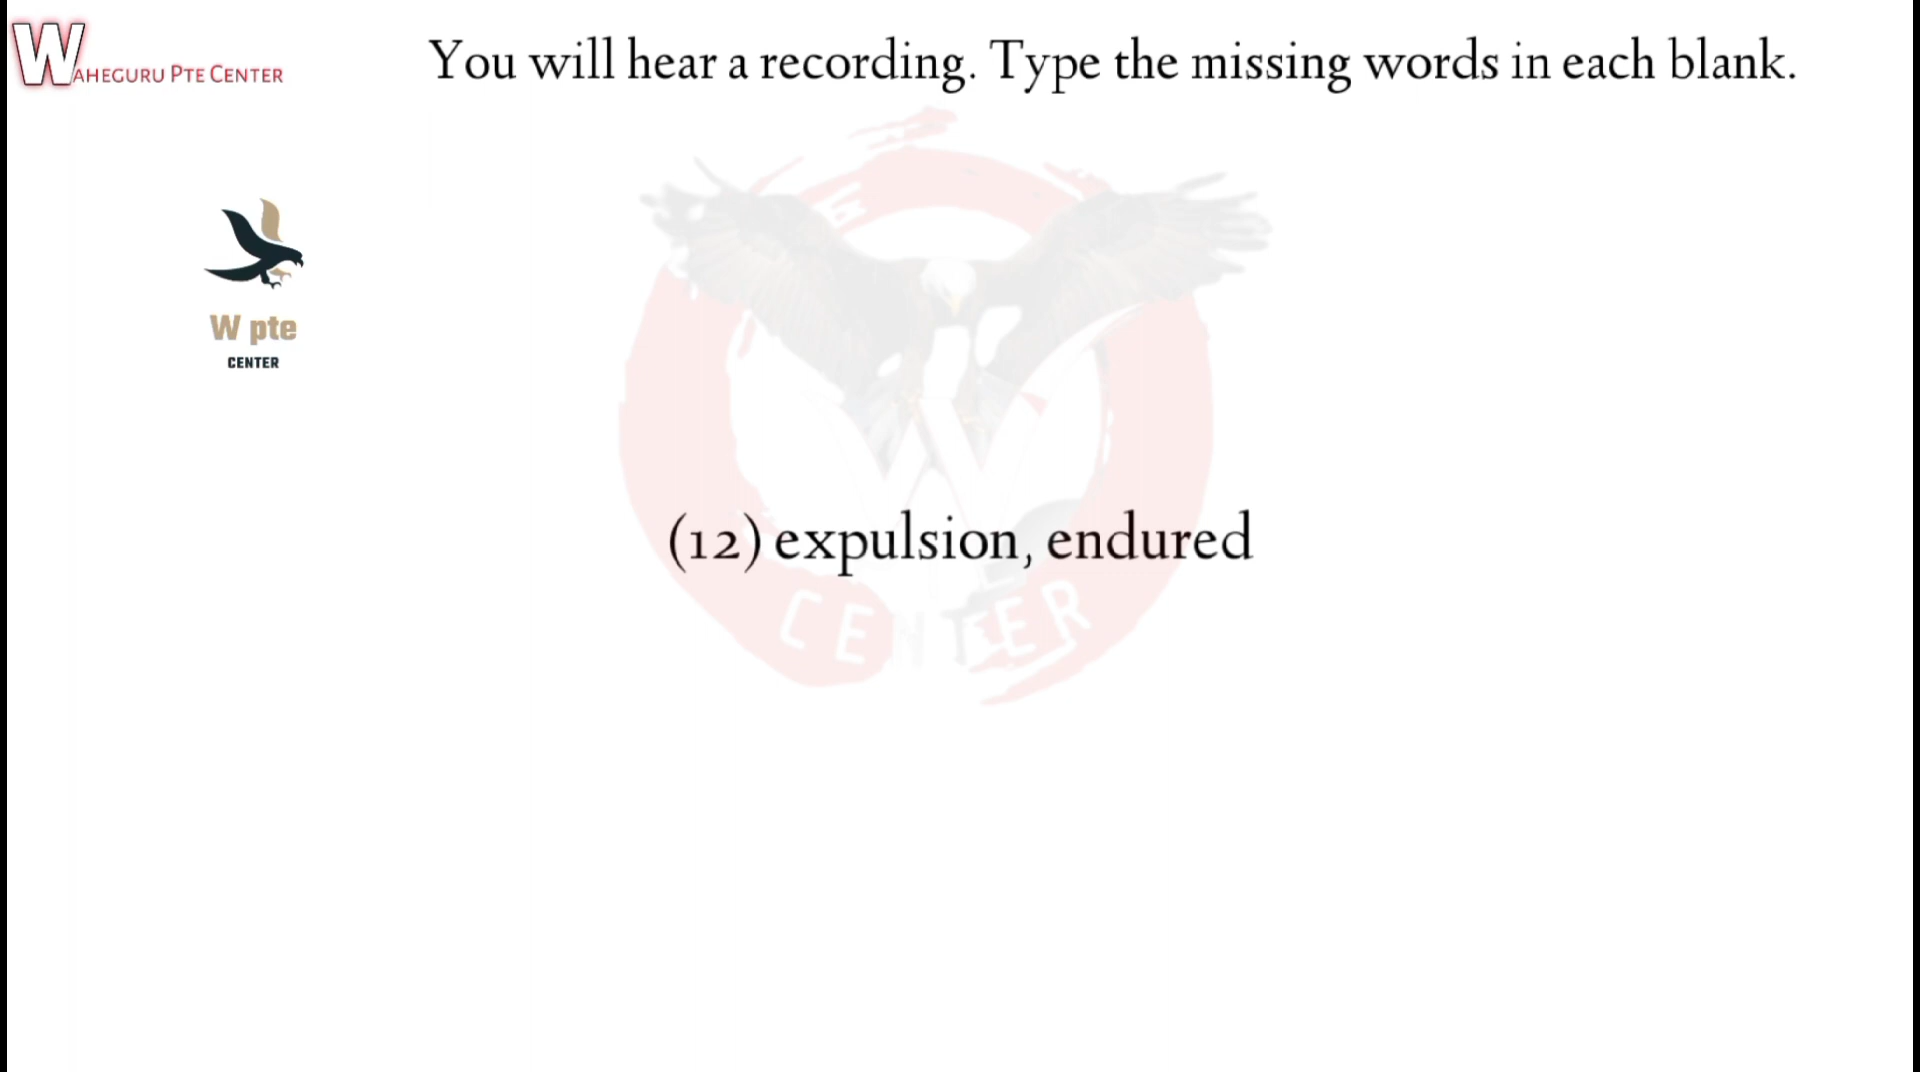 WAHEGURU PTE CENTER
You will hear a recording. Type the missing words in each blank.
W pte
CENTER
(12) expulsion, endured
CENTER